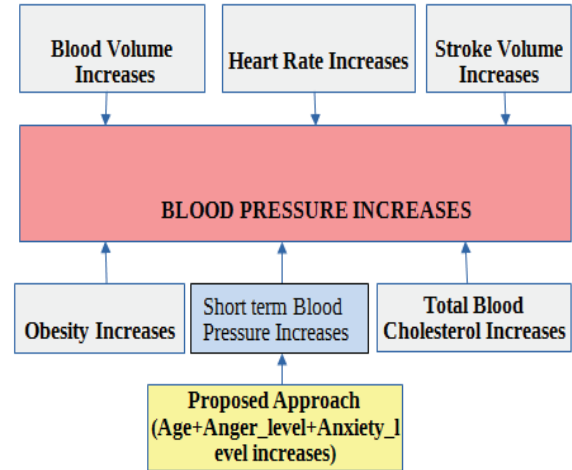 Blood Volume
Increases
Heart Rate Increases
Stroke Volume
Increases
BLOOD PRESSURE INCREASES
Obesity Increases
Short term Blood
Pressure Increases
Total Blood
Cholesterol Increases
Proposed Approach
(Age+Anger_level+Anxiety_l
evel increases)